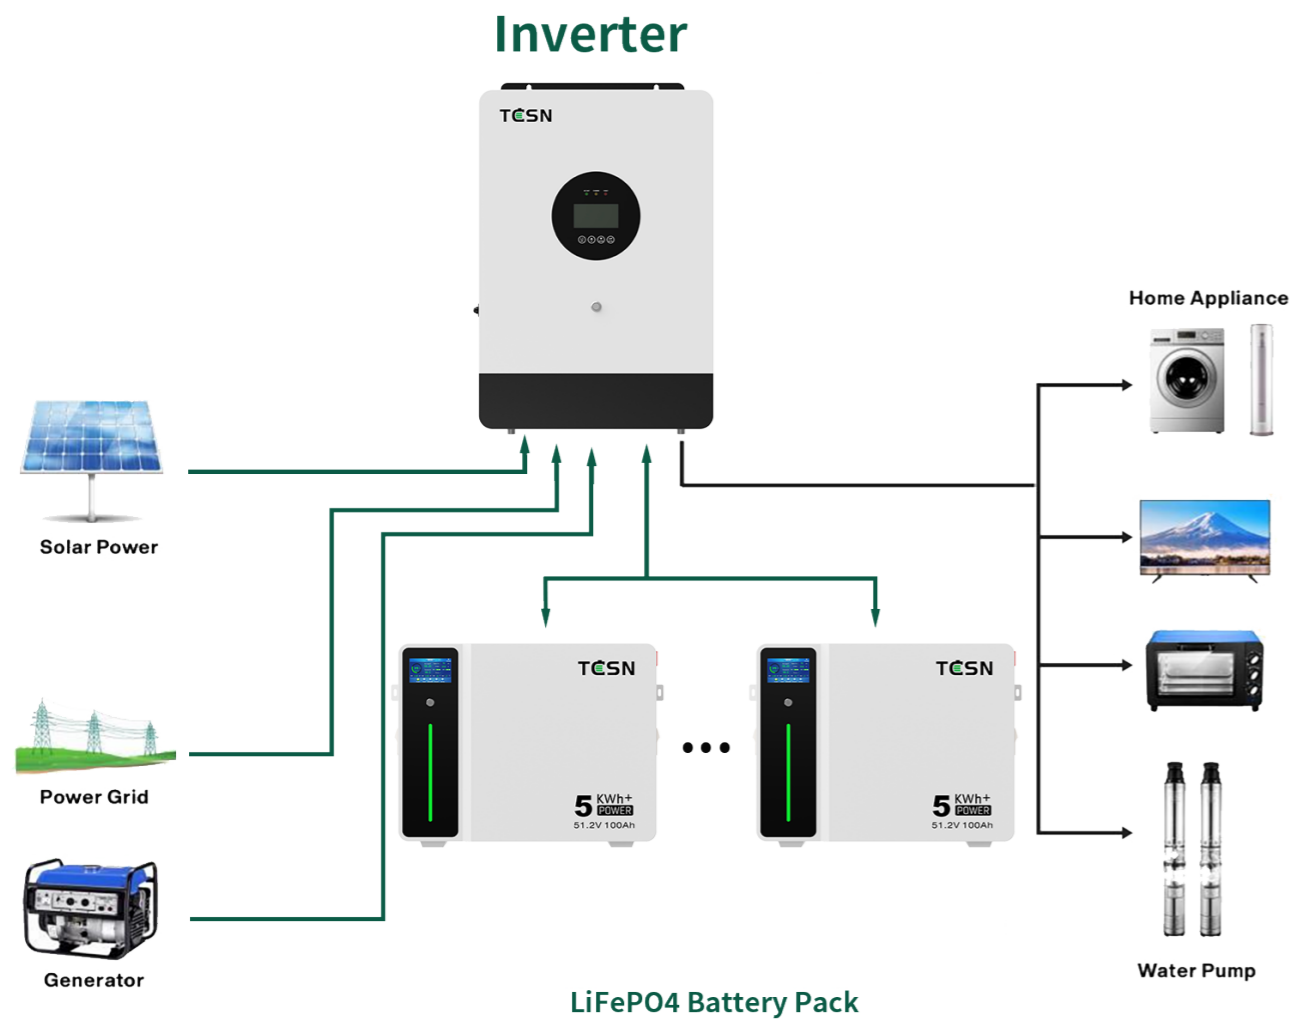 Inverter
TCSN
Home Appliance
Solar Power
TCSN
TCSN
5 KWh+
POWER
51.2V 100Ah
5 KWh+
POWER
51.2V 100Ah
Power Grid
Generator
Water Pump
LiFePO4 Battery Pack